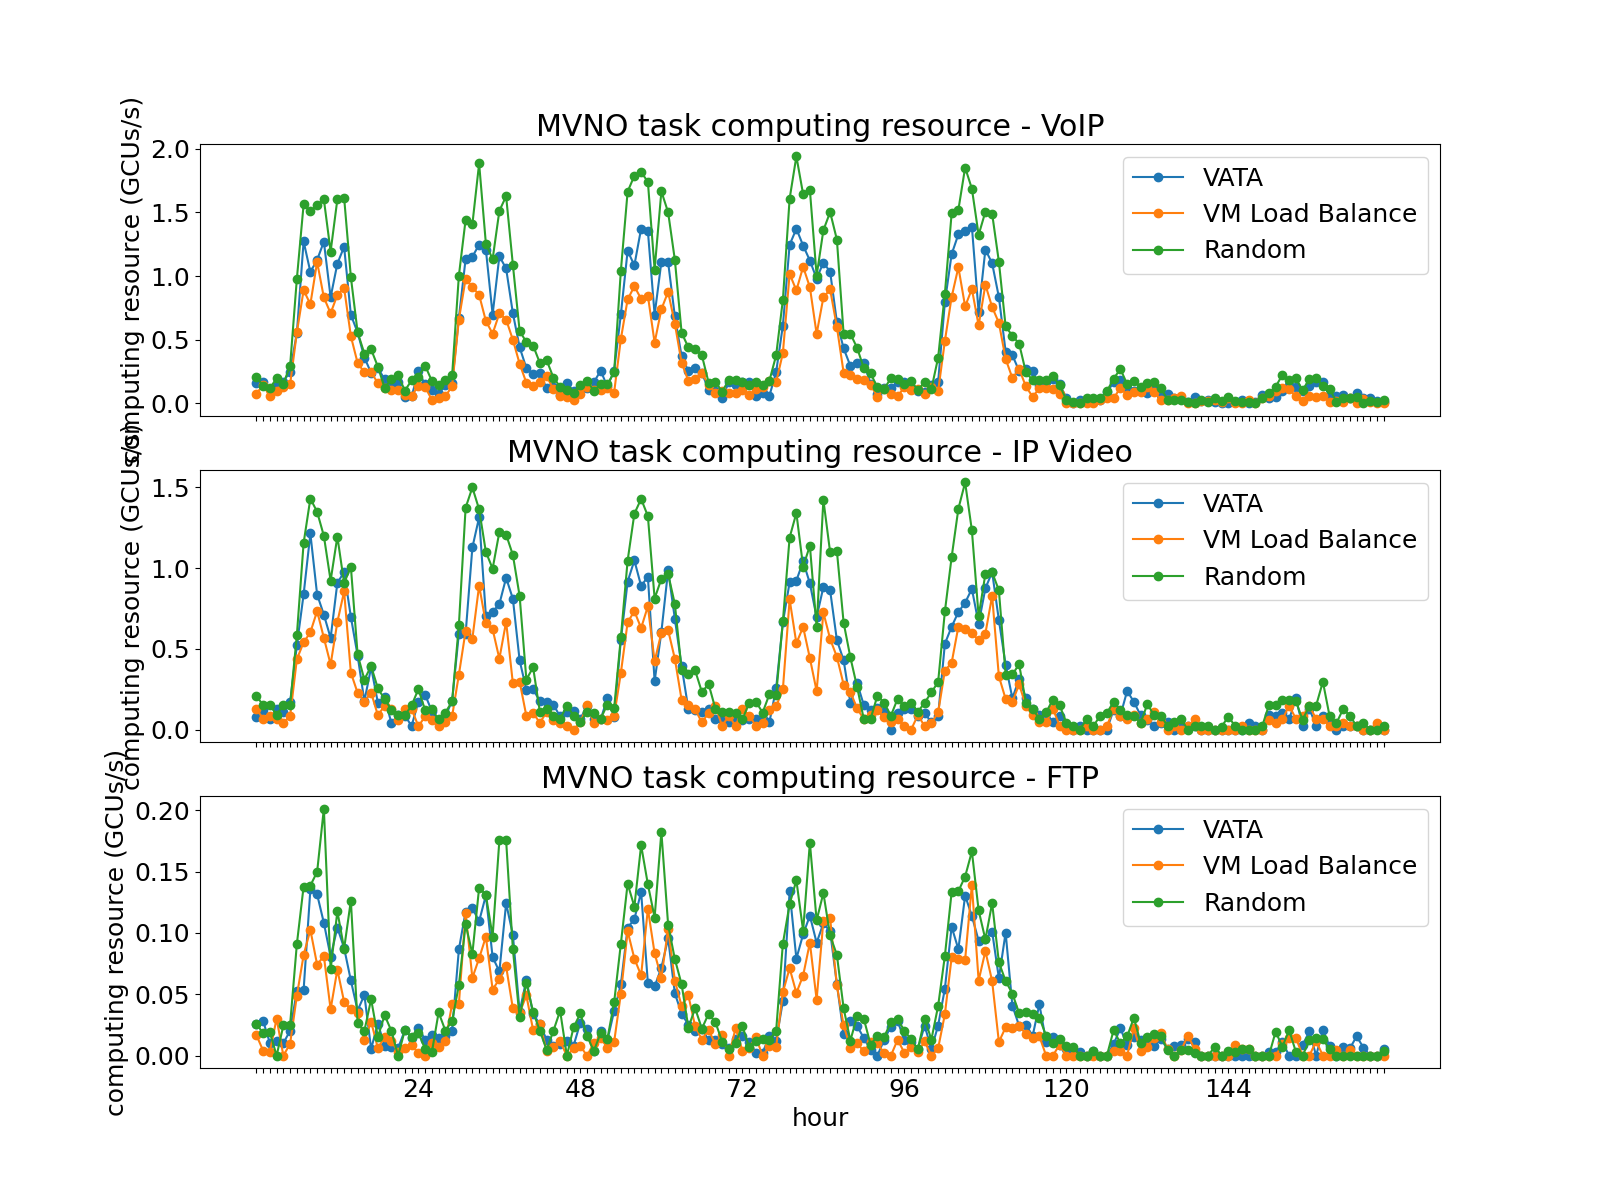 MVNO task computing resource - VoIP
computing resource (GCUs/s)
2.0
1.5
1.0
0.5
0.0
VATA
VM Load Balance
Random
MVNO task computing resource - IP Video
computing resource (GCUs/s)
1.5
1.0
0.5
0.0
VATA
VM Load Balance
Random
MVNO task computing resource - FTP
computing resource (GCUs/s)
0.20
0.15
0.10
0.05
0.00
VATA
VM Load Balance
Random
24 48 72 96 120 144
hour